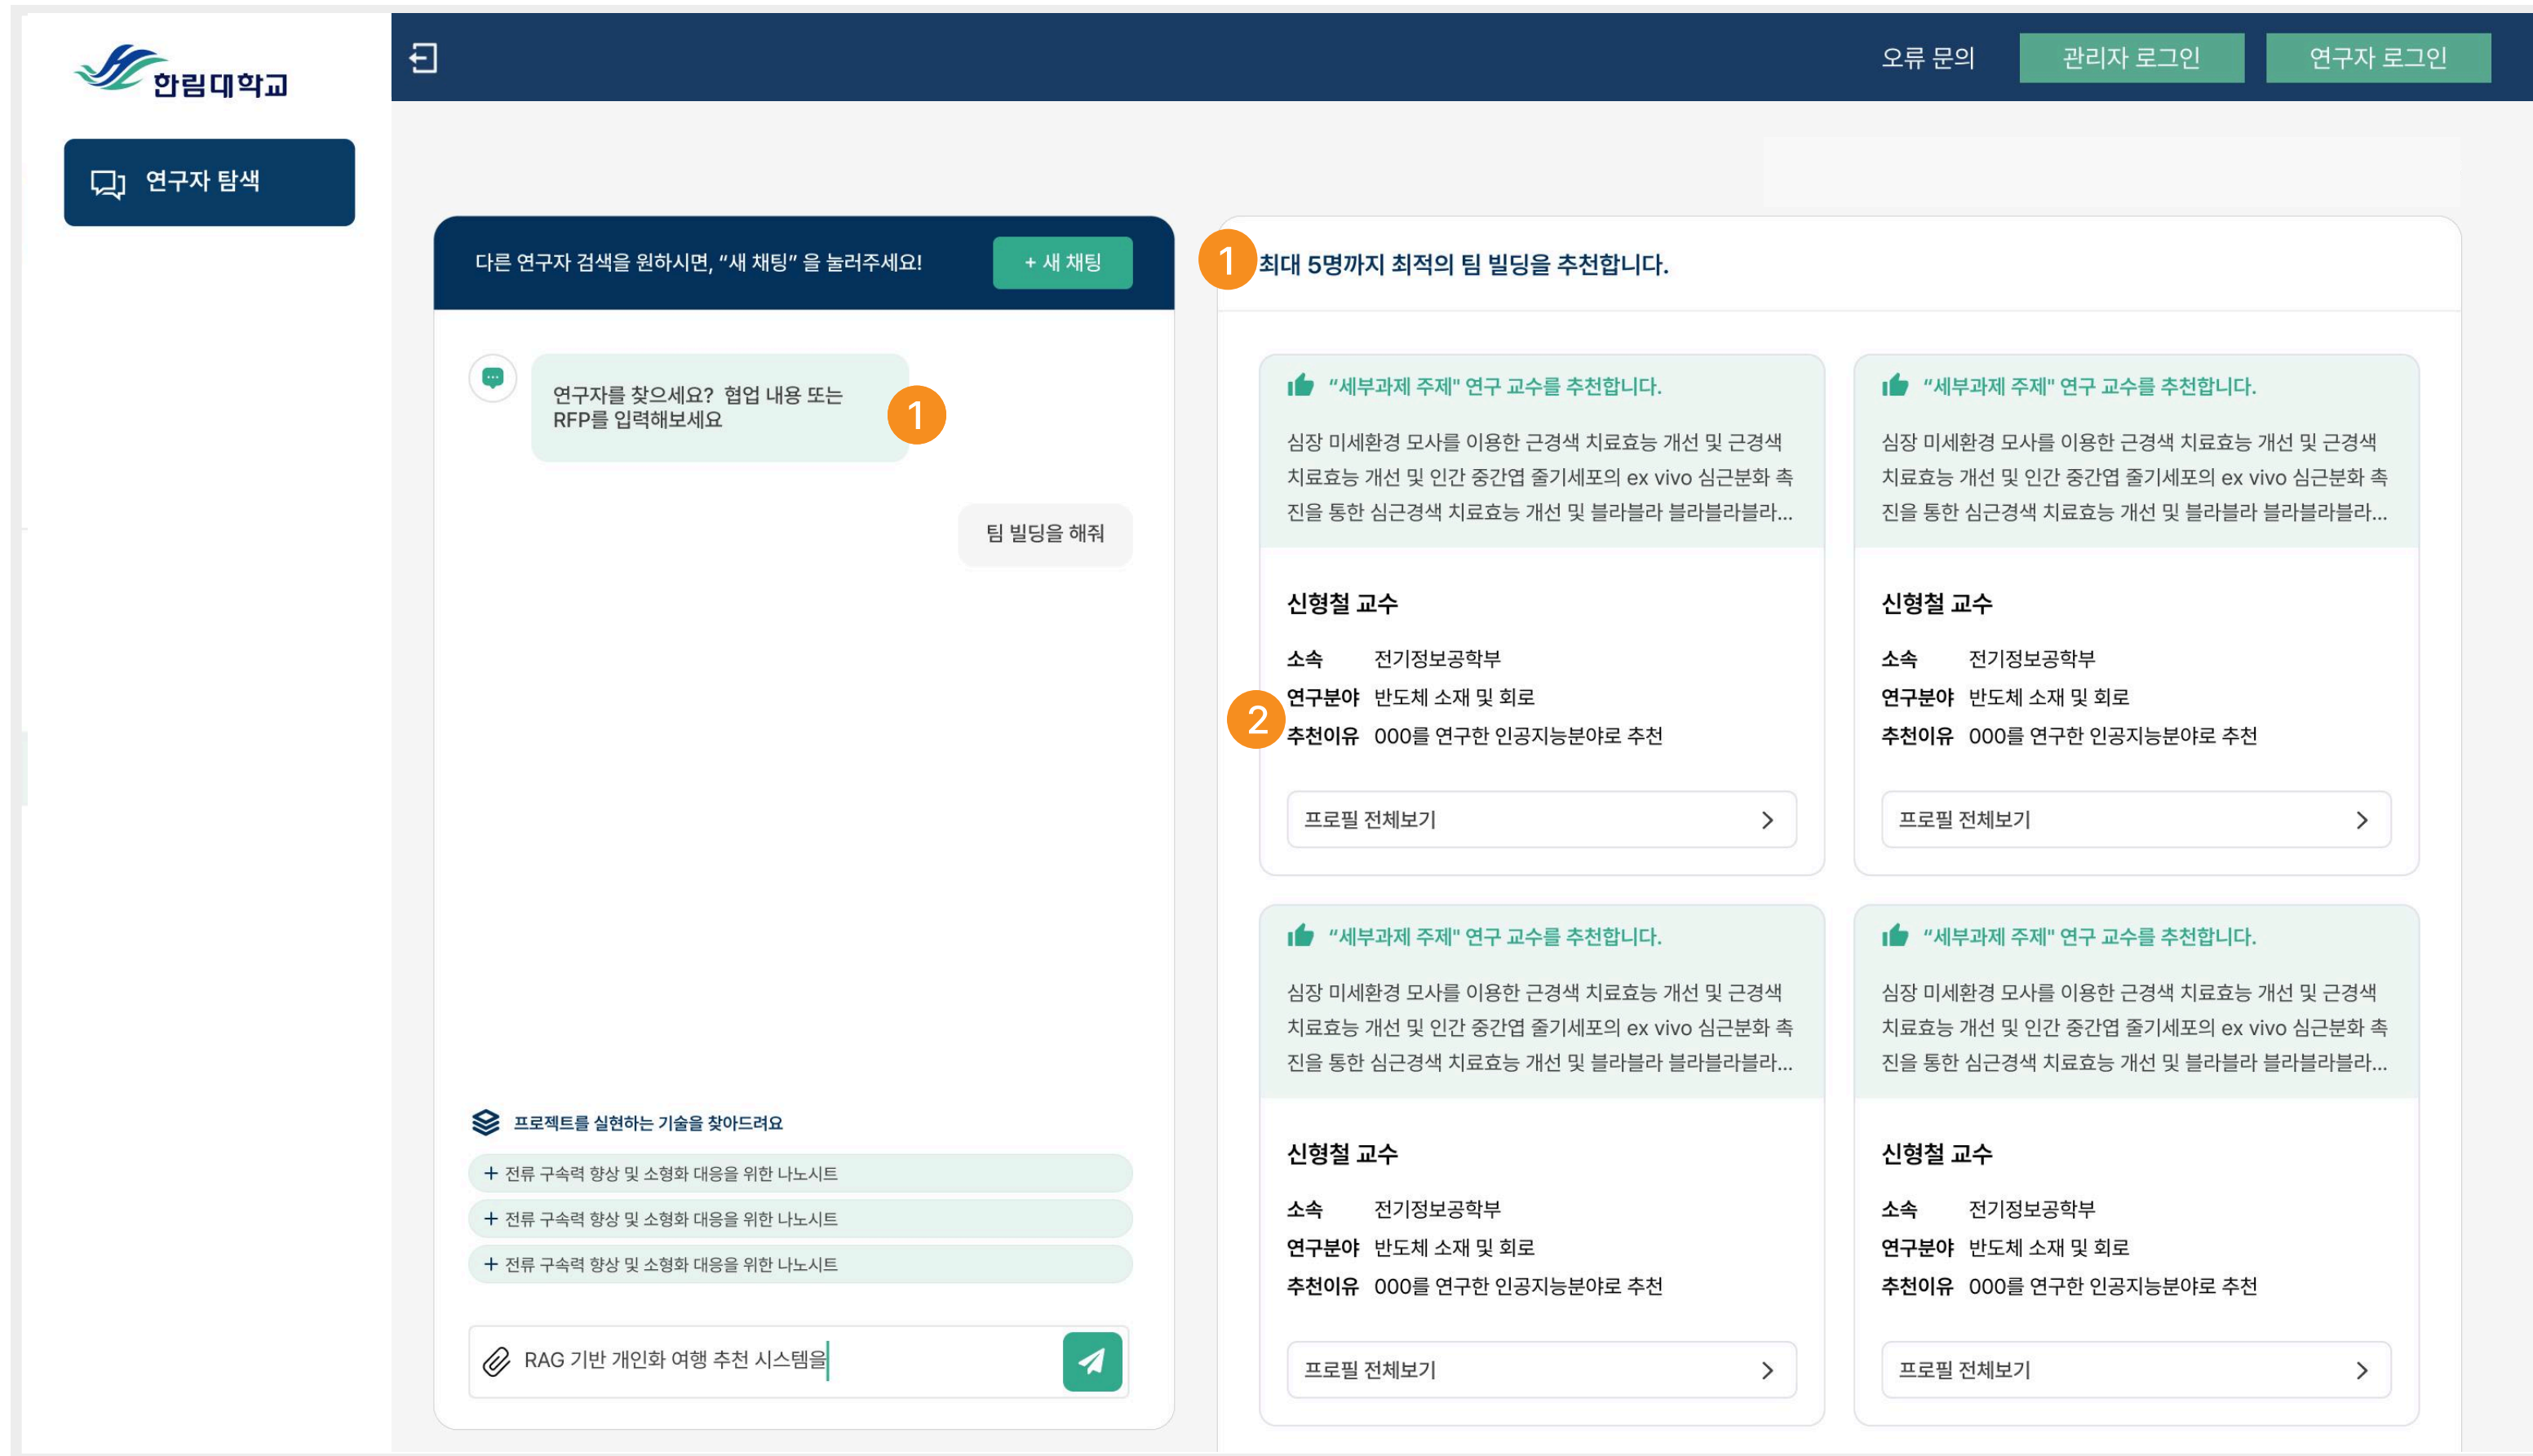 한림대학교
오류 문의
관리자 로그인
연구자 로그인
연구자 탐색
다른 연구자 검색을 원하시면, “새 채팅” 을 눌러주세요!
+ 새 채팅
연구자를 찾으세요? 협업 내용 또는
RFP를 입력해보세요
1
팀 빌딩을 해줘
프로젝트를 실현하는 기술을 찾아드려요
+ 전류 구속력 향상 및 소형화 대응을 위한 나노시트
+ 전류 구속력 향상 및 소형화 대응을 위한 나노시트
+ 전류 구속력 향상 및 소형화 대응을 위한 나노시트
RAG 기반 개인화 여행 추천 시스템을
1
최대 5명까지 최적의 팀 빌딩을 추천합니다.
“세부과제 주제" 연구 교수를 추천합니다.
심장 미세환경 모사를 이용한 근경색 치료효능 개선 및 근경색
치료효능 개선 및 인간 중간엽 줄기세포의 ex vivo 심근분화 촉
진을 통한 심근경색 치료효능 개선 및 블라블라 블라블라블라...
신형철 교수
소속 전기정보공학부
연구분야 반도체 소재 및 회로
2
추천이유 000를 연구한 인공지능분야로 추천
프로필 전체보기
“세부과제 주제" 연구 교수를 추천합니다.
심장 미세환경 모사를 이용한 근경색 치료효능 개선 및 근경색
치료효능 개선 및 인간 중간엽 줄기세포의 ex vivo 심근분화 촉
진을 통한 심근경색 치료효능 개선 및 블라블라 블라블라블라...
신형철 교수
소속 전기정보공학부
연구분야 반도체 소재 및 회로
추천이유 000를 연구한 인공지능분야로 추천
프로필 전체보기
“세부과제 주제" 연구 교수를 추천합니다.
심장 미세환경 모사를 이용한 근경색 치료효능 개선 및 근경색
치료효능 개선 및 인간 중간엽 줄기세포의 ex vivo 심근분화 촉
진을 통한 심근경색 치료효능 개선 및 블라블라 블라블라블라...
신형철 교수
소속 전기정보공학부
연구분야 반도체 소재 및 회로
추천이유 000를 연구한 인공지능분야로 추천
프로필 전체보기
“세부과제 주제" 연구 교수를 추천합니다.
심장 미세환경 모사를 이용한 근경색 치료효능 개선 및 근경색
치료효능 개선 및 인간 중간엽 줄기세포의 ex vivo 심근분화 촉
진을 통한 심근경색 치료효능 개선 및 블라블라 블라블라블라...
신형철 교수
소속 전기정보공학부
연구분야 반도체 소재 및 회로
추천이유 000를 연구한 인공지능분야로 추천
프로필 전체보기